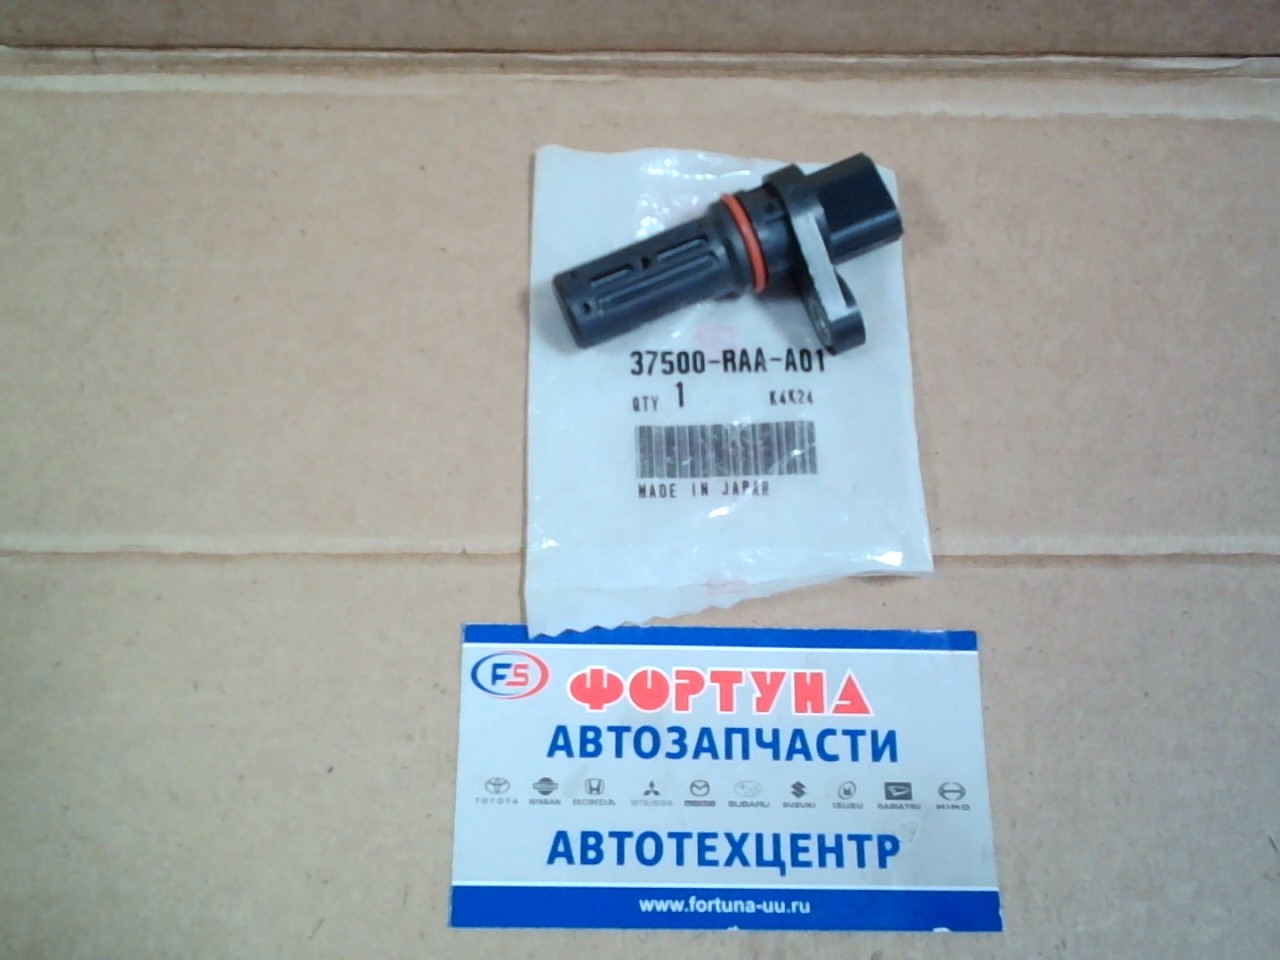 37500-RAA-A01
QTY 1 K4K24
MADE IN JAPAN
FS ФОРТУНА
АВТОЗАПЧАСТИ
TOYOTA NISSAN HONDA MITSUBISHI MAZDA SUBARU SUZUKI ISUZU DAIHATSU HINO
АВТОТЕХЦЕНТР
www.fortuna-uu.ru